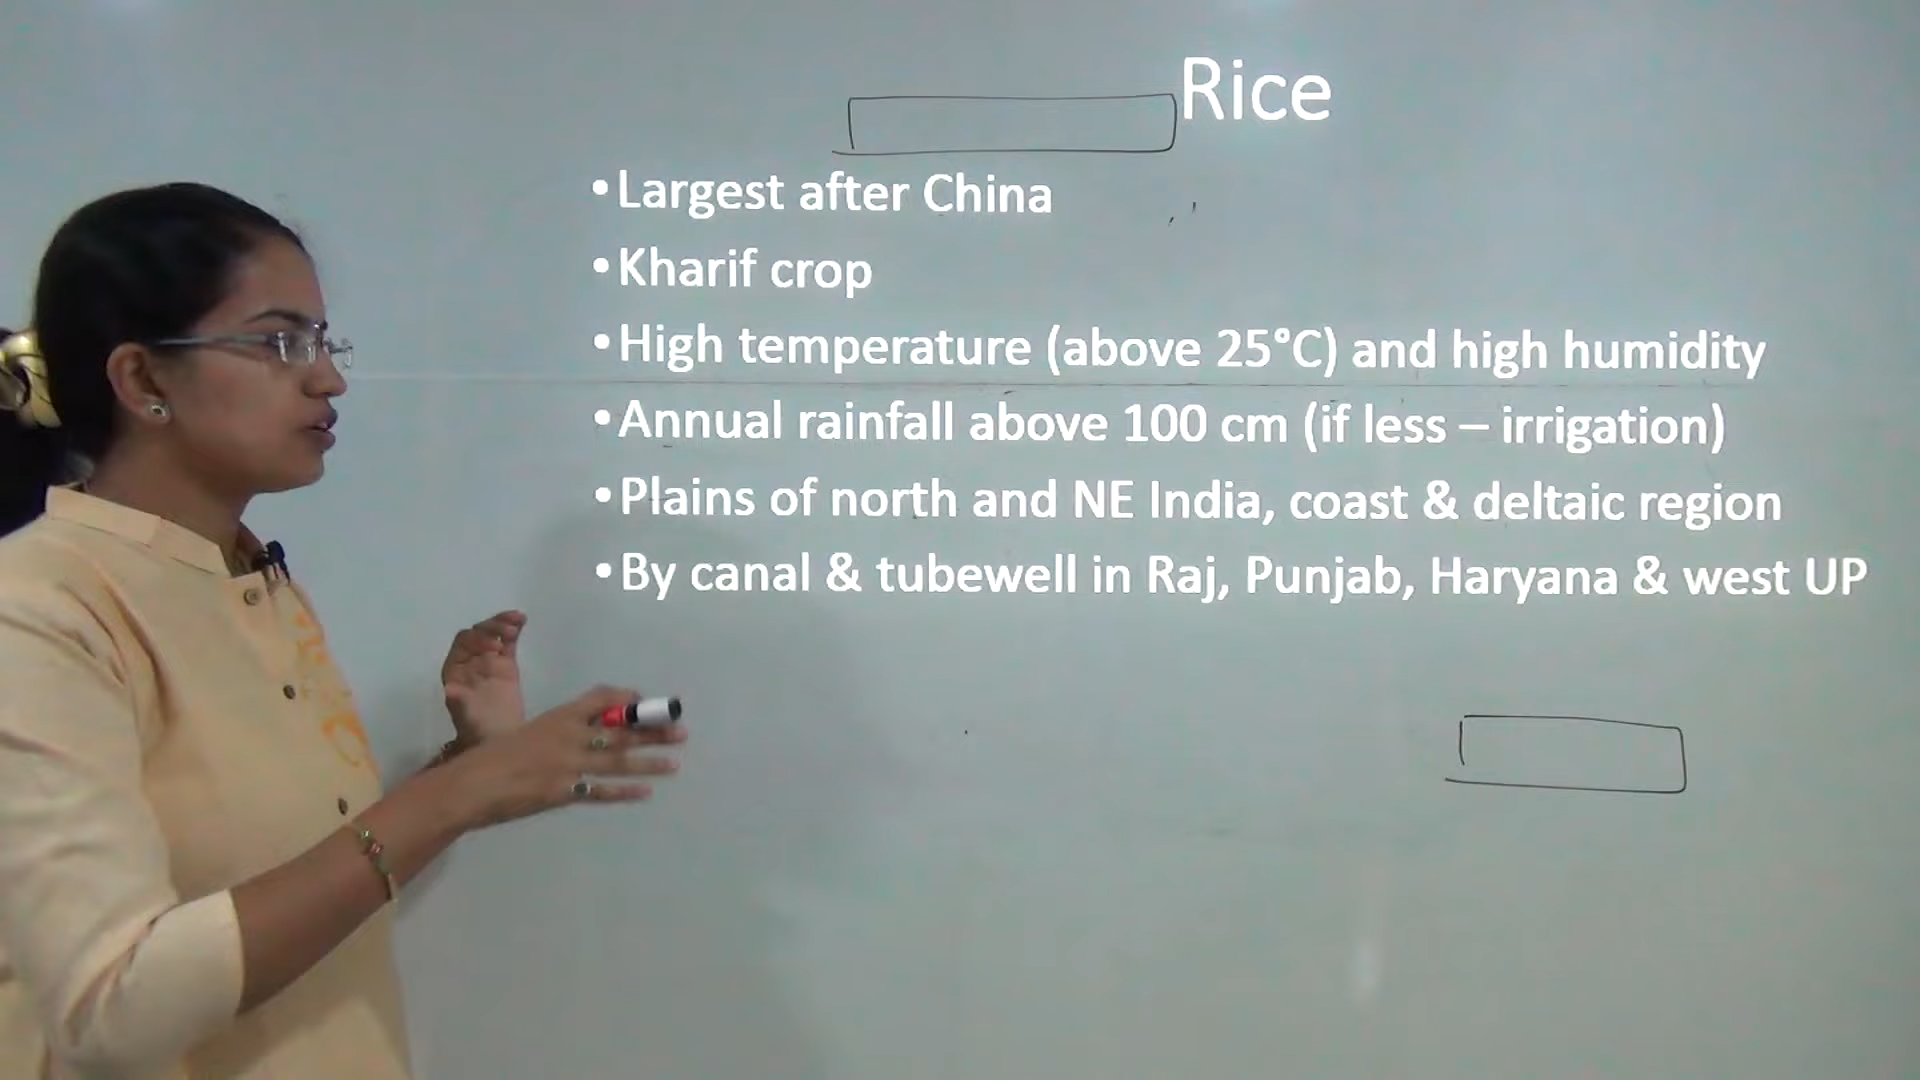 Rice
•Largest after China
•Kharif crop
•High temperature (above 25°C) and high humidity
•Annual rainfall above 100 cm (if less – irrigation)
•Plains of north and NE India, coast & deltaic region
•By canal & tubewell in Raj, Punjab, Haryana & west UP